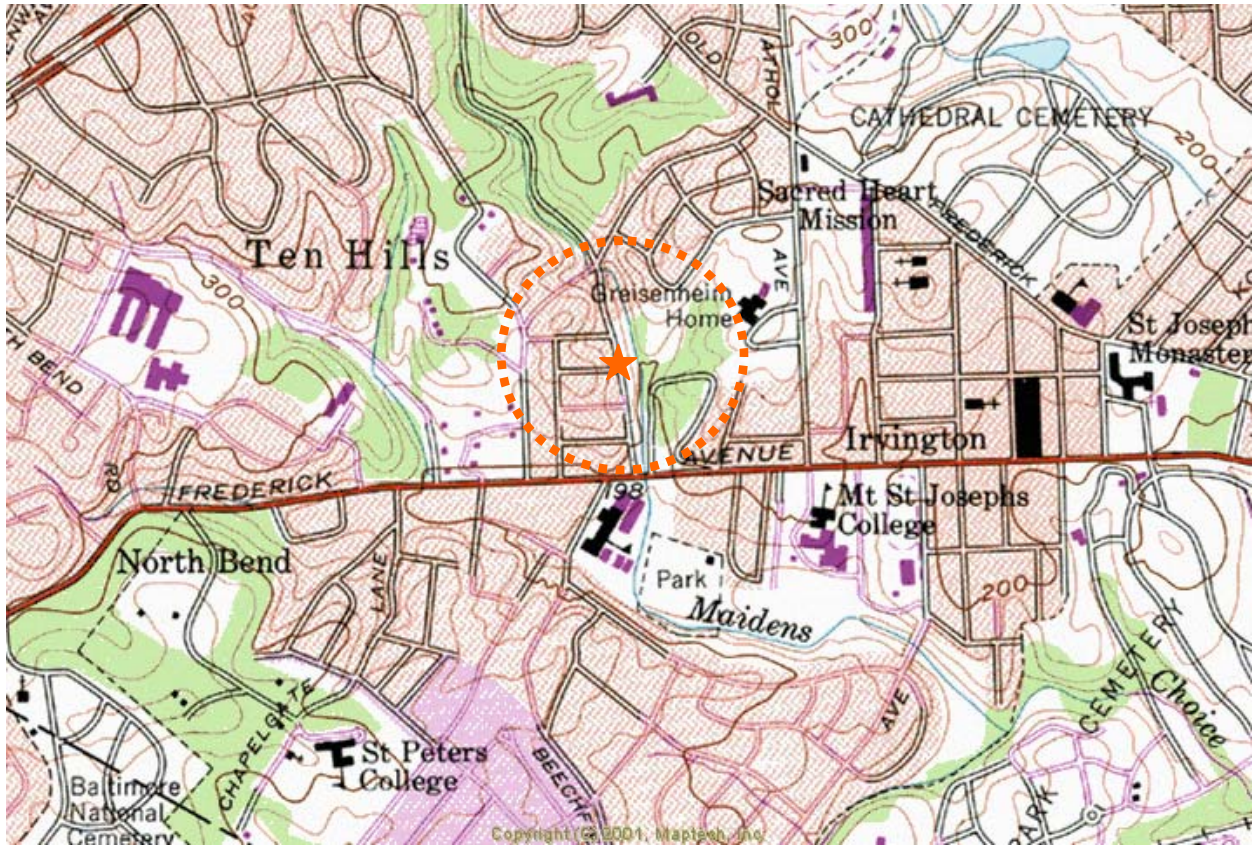 OLD
ATHOL
300
CATHEDRAL CEMETERY
200
Sacred Heart
Mission
FREDERICK
Ten Hills
AVE
300
Greisenheim
Home
St Joseph
Monaster
BEND
Irvington
AVENUE
RD
FREDERICK
198
Mt St Josephs
College
North Bend
LANE
Park
Maidens
200
CEMETERY
Choice
AVE
CHAPELGATE
St Peters
College
BEECHF
Baltimore
National
Cemetery
PARK
Copyright (C) 2001, Maptech, Inc.